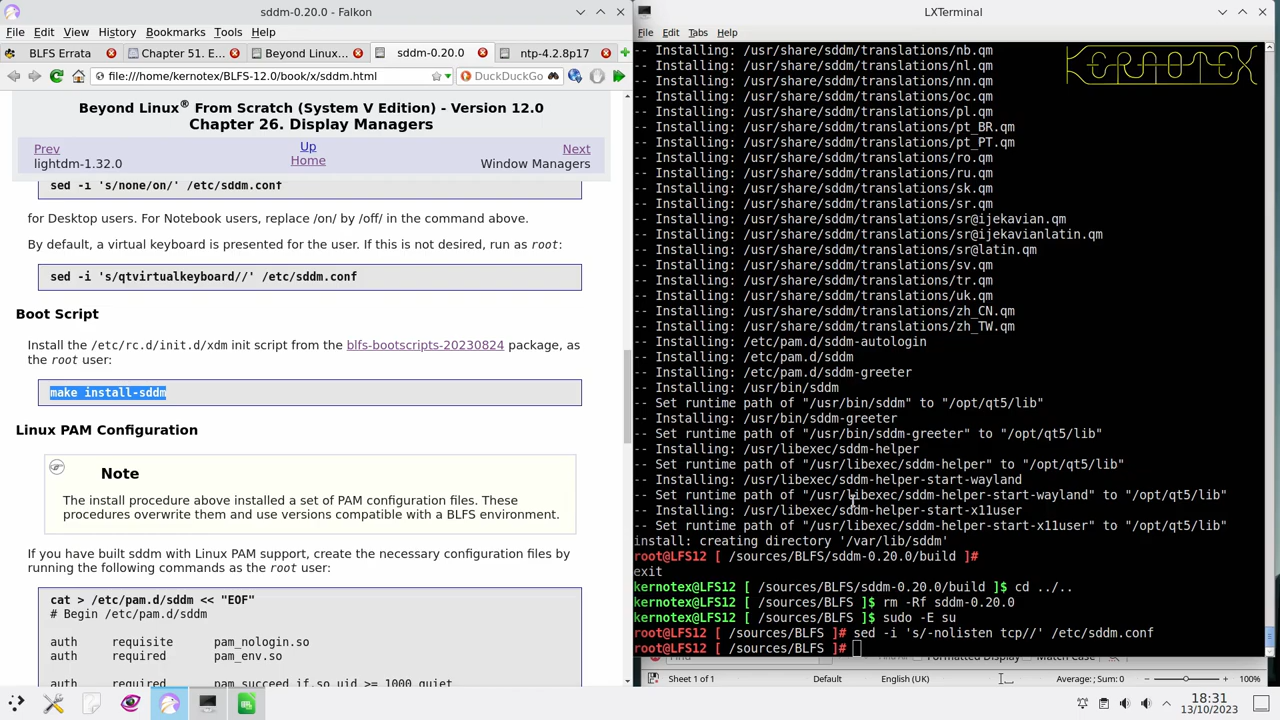 sddm-0.20.0 - Falkon
File Edit View History Bookmarks Tools Help
BLFS Errata
Chapter 51. E...
Beyond Linux...
sddm-0.20.0
ntp-4.2.8p17
file:///home/kernotex/BLFS-12.0/book/x/sddm.html
DuckDuckGo
Beyond Linux® From Scratch (System V Edition) - Version 12.0
Chapter 26. Display Managers
Prev Up Next
lightdm-1.32.0 Home Window Managers
sed -i 's/none/on/' /etc/sddm.conf
for Desktop users. For Notebook users, replace /on/ by /off/ in the command above.
By default, a virtual keyboard is presented for the user. If this is not desired, run as root:
sed -i 's/qtvirtualkeyboard//' /etc/sddm.conf
Boot Script
Install the /etc/rc.d/init.d/xdm init script from the blfs-bootscripts-20230824 package, as
the root user:
make install-sddm
Linux PAM Configuration
Note
The install procedure above installed a set of PAM configuration files. These
procedures overwrite them and use versions compatible with a BLFS environment.
If you have built sddm with Linux PAM support, create the necessary configuration files by
running the following commands as the root user:
cat > /etc/pam.d/sddm << "EOF"
# Begin /etc/pam.d/sddm
auth requisite pam_nologin.so
auth required pam_env.so
auth required pam_succeed_if.so uid >= 1000 quiet
LXTerminal
File Edit Tabs Help
KERNOTEX
-- Installing: /usr/share/sddm/translations/nb.qm
-- Installing: /usr/share/sddm/translations/nl.qm
-- Installing: /usr/share/sddm/translations/nn.qm
-- Installing: /usr/share/sddm/translations/oc.qm
-- Installing: /usr/share/sddm/translations/pl.qm
-- Installing: /usr/share/sddm/translations/pt_BR.qm
-- Installing: /usr/share/sddm/translations/pt_PT.qm
-- Installing: /usr/share/sddm/translations/ro.qm
-- Installing: /usr/share/sddm/translations/ru.qm
-- Installing: /usr/share/sddm/translations/sk.qm
-- Installing: /usr/share/sddm/translations/sr.qm
-- Installing: /usr/share/sddm/translations/sr@ijekavian.qm
-- Installing: /usr/share/sddm/translations/sr@ijekavianlatin.qm
-- Installing: /usr/share/sddm/translations/sr@latin.qm
-- Installing: /usr/share/sddm/translations/sv.qm
-- Installing: /usr/share/sddm/translations/tr.qm
-- Installing: /usr/share/sddm/translations/uk.qm
-- Installing: /usr/share/sddm/translations/zh_CN.qm
-- Installing: /usr/share/sddm/translations/zh_TW.qm
-- Installing: /etc/pam.d/sddm-autologin
-- Installing: /etc/pam.d/sddm
-- Installing: /etc/pam.d/sddm-greeter
-- Installing: /usr/bin/sddm
-- Set runtime path of "/usr/bin/sddm" to "/opt/qt5/lib"
-- Installing: /usr/bin/sddm-greeter
-- Set runtime path of "/usr/bin/sddm-greeter" to "/opt/qt5/lib"
-- Installing: /usr/libexec/sddm-helper
-- Set runtime path of "/usr/libexec/sddm-helper" to "/opt/qt5/lib"
-- Installing: /usr/libexec/sddm-helper-start-wayland
-- Set runtime path of "/usr/libexec/sddm-helper-start-wayland" to "/opt/qt5/lib"
-- Installing: /usr/libexec/sddm-helper-start-x11user
-- Set runtime path of "/usr/libexec/sddm-helper-start-x11user" to "/opt/qt5/lib"
install: creating directory '/var/lib/sddm'
root@LFS12 [ /sources/BLFS/sddm-0.20.0/build ]#
exit
kernotex@LFS12 [ /sources/BLFS/sddm-0.20.0/build ]$ cd ../..
kernotex@LFS12 [ /sources/BLFS ]$ rm -Rf sddm-0.20.0
kernotex@LFS12 [ /sources/BLFS ]$ sudo -E su
root@LFS12 [ /sources/BLFS ]# sed -i 's/-nolisten tcp//' /etc/sddm.conf
root@LFS12 [ /sources/BLFS ]#
Sheet 1 of 1 Default English (UK) Average: ; Sum: 0 100%
18:31
13/10/2023